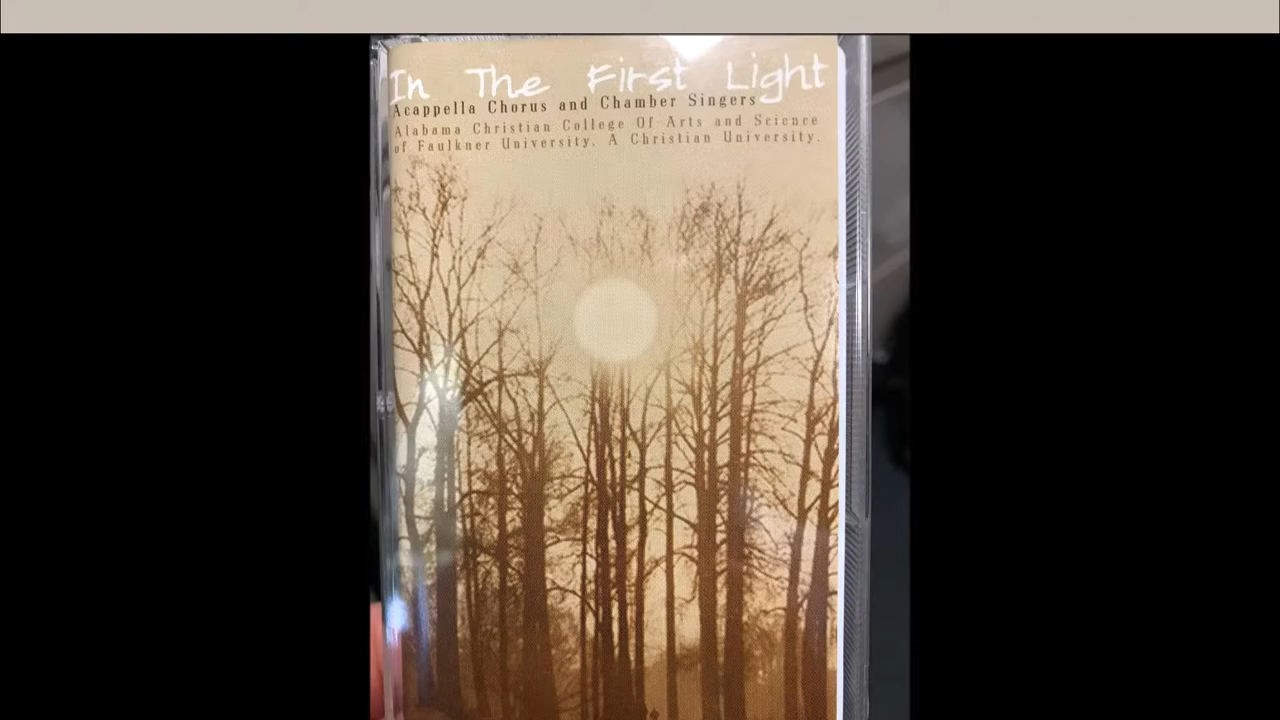 In The First Light
Acappella Chorus and Chamber Singers
Alabama Christian College Of Arts and Science
of Faulkner University. A Christian University.